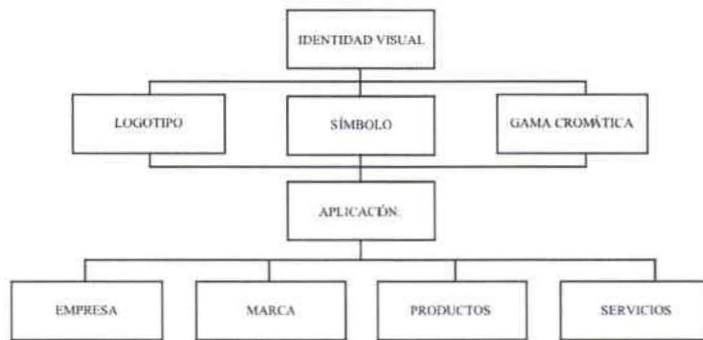 IDENTIDAD VISUAL
LOGOTIPO
SÍMBOLO
GAMA CROMÁTICA
APLICACIÓN
EMPRESA
MARCA
PRODUCTOS
SERVICIOS